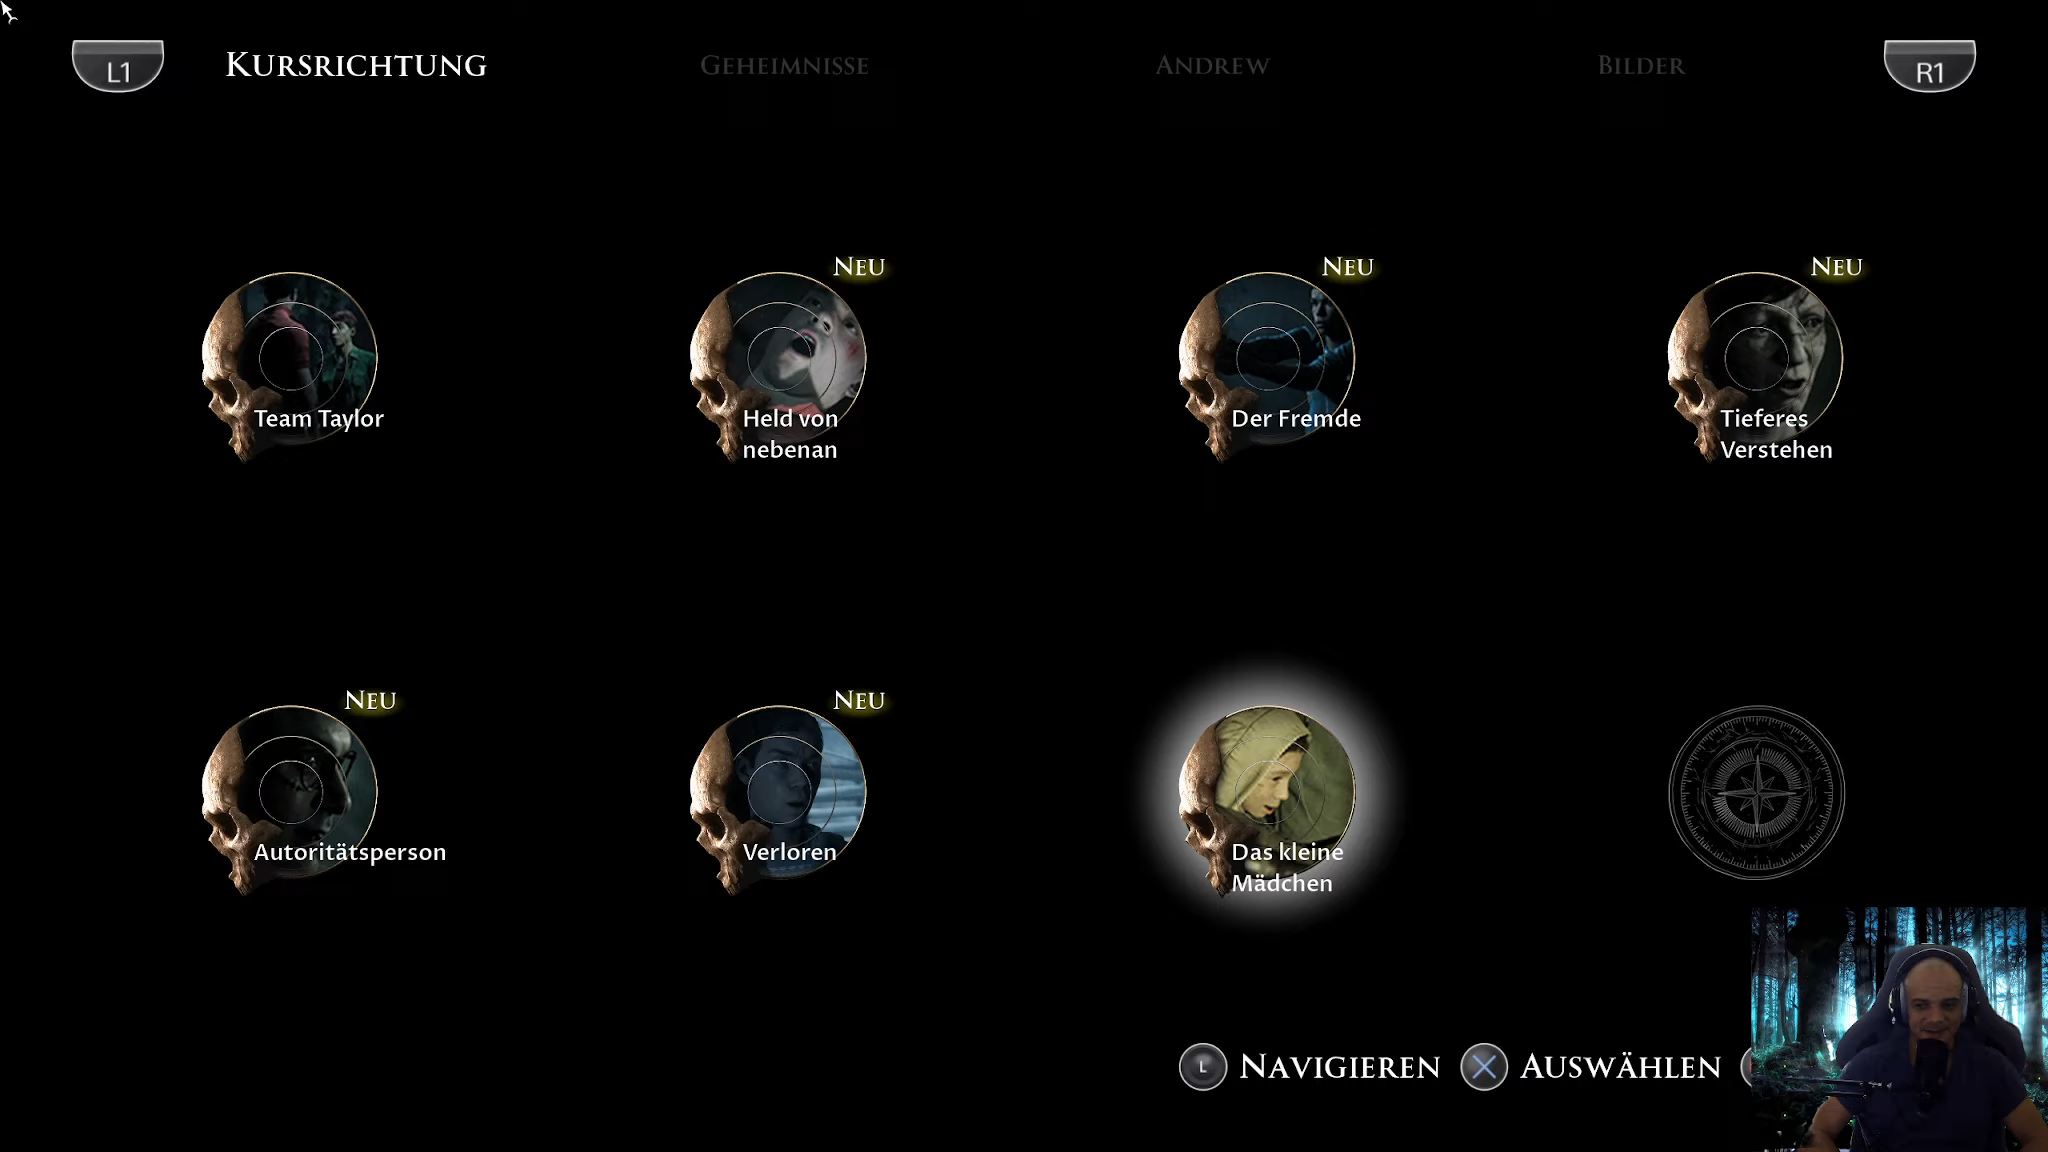 L1
KURSRICHTUNG
GEHEIMNISSE
ANDREW
BILDER
R1
NEU
NEU
NEU
Team Taylor
Held von
nebenan
Der Fremde
Tieferes
Verstehen
NEU
NEU
Autoritätsperson
Verloren
Das kleine
Mädchen
L
NAVIGIEREN
AUSWÄHLEN